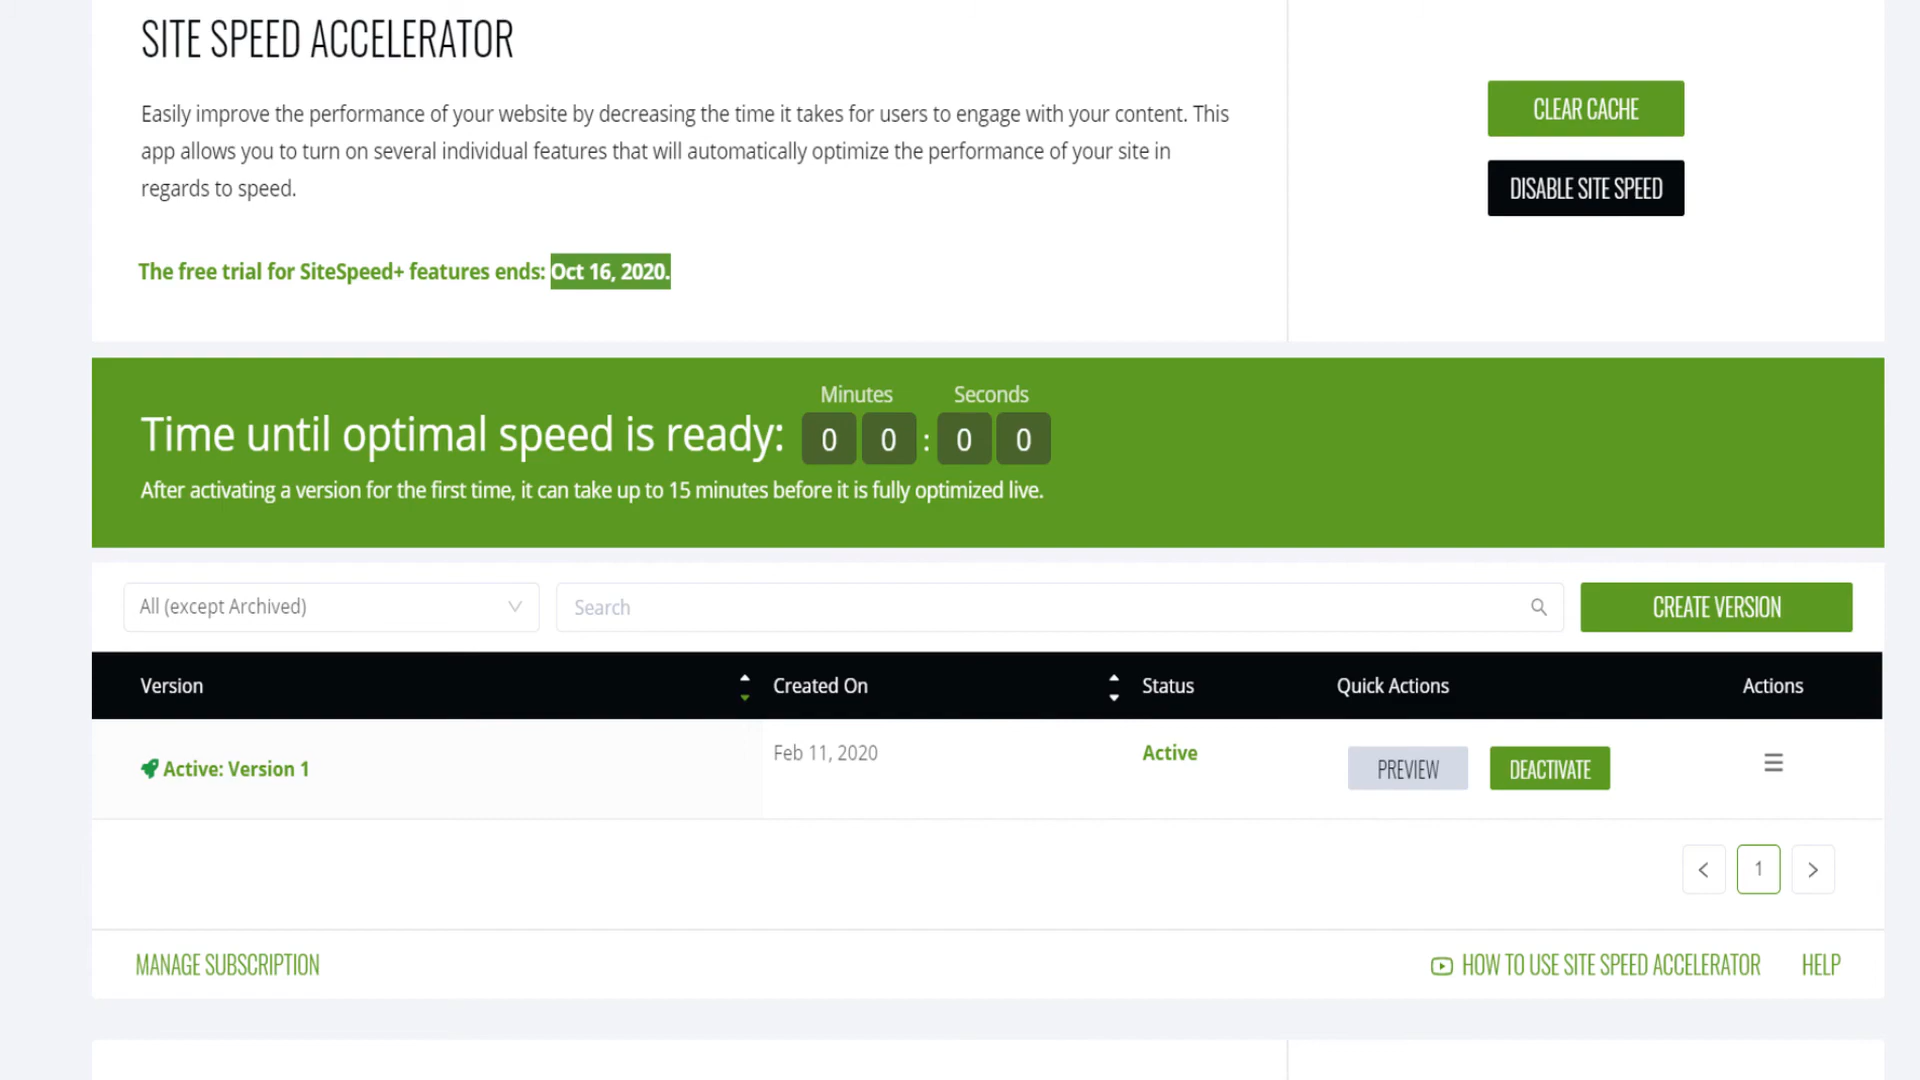 SITE SPEED ACCELERATOR
Easily improve the performance of your website by decreasing the time it takes for users to engage with your content. This
app allows you to turn on several individual features that will automatically optimize the performance of your site in
regards to speed.
The free trial for SiteSpeed+ features ends: Oct 16, 2020.
CLEAR CACHE
DISABLE SITE SPEED
Minutes Seconds
Time until optimal speed is ready: 0 0 : 0 0
After activating a version for the first time, it can take up to 15 minutes before it is fully optimized live.
All (except Archived) Search CREATE VERSION
Version Created On Status Quick Actions Actions
Active: Version 1 Feb 11, 2020 Active PREVIEW DEACTIVATE
1
MANAGE SUBSCRIPTION HOW TO USE SITE SPEED ACCELERATOR HELP